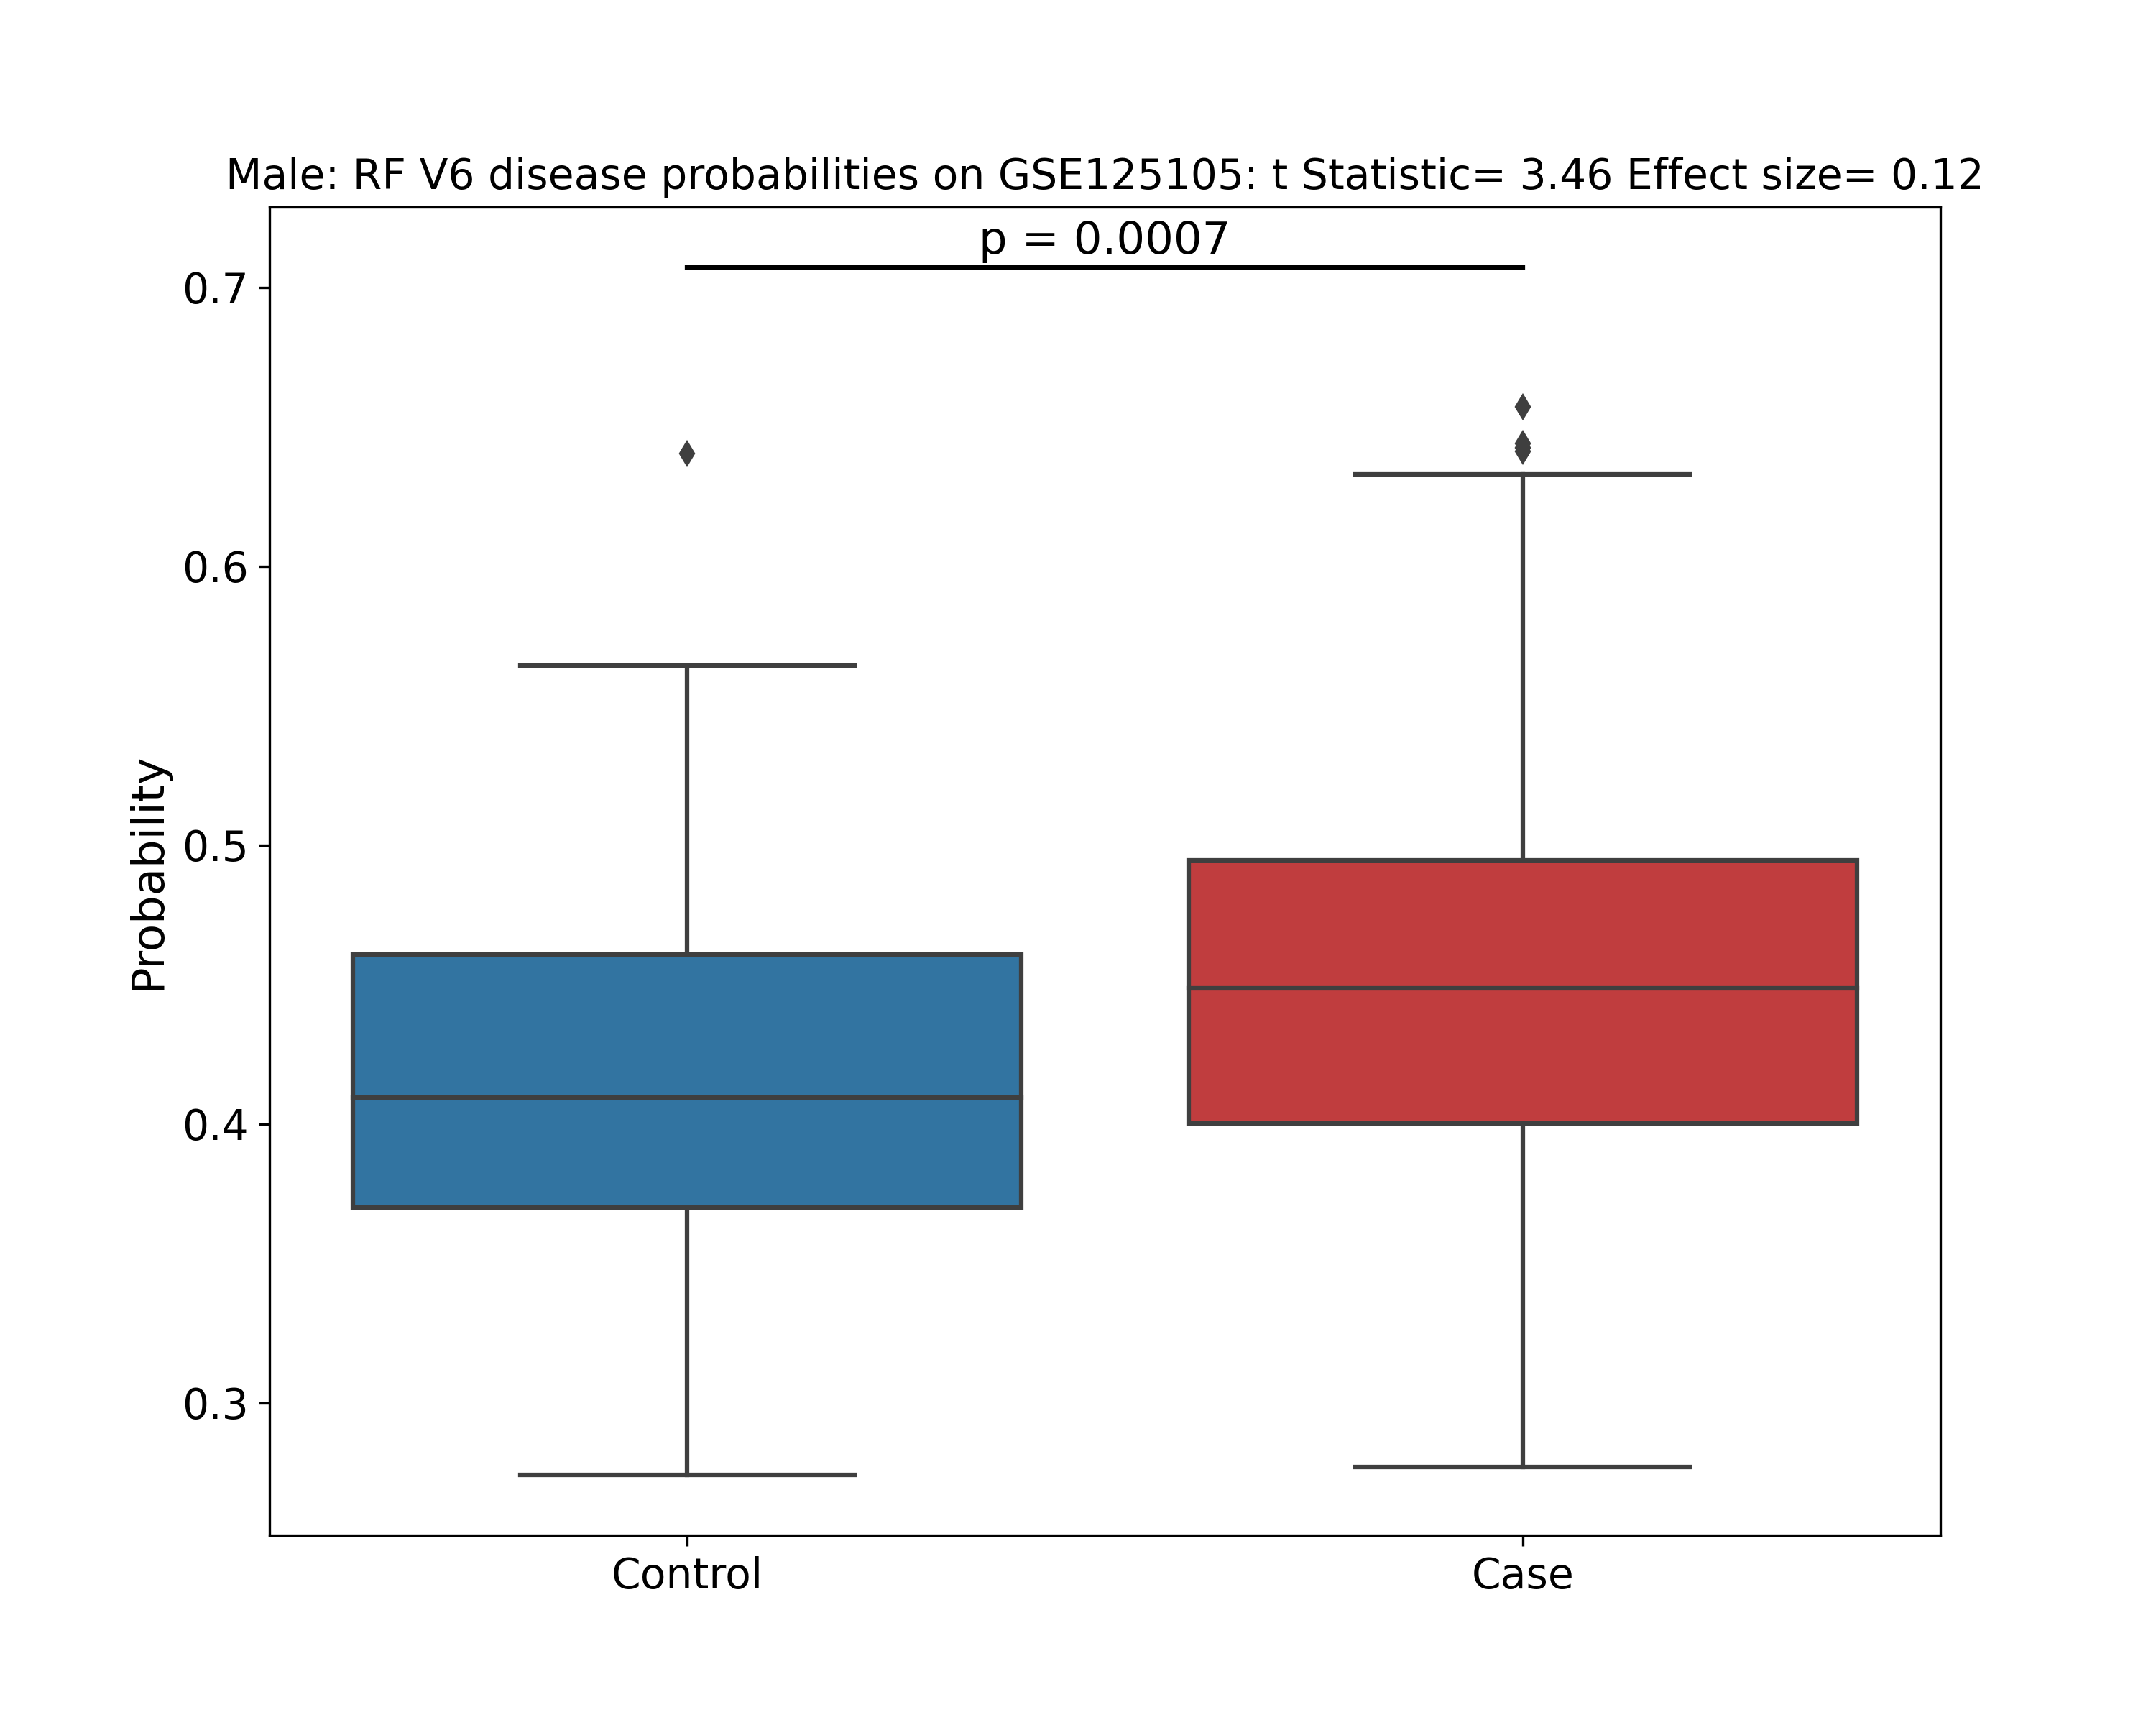 Male: RF V6 disease probabilities on GSE125105: t Statistic= 3.46 Effect size= 0.12
p = 0.0007
0.7
0.6
0.5
0.4
0.3
Probability
Control
Case